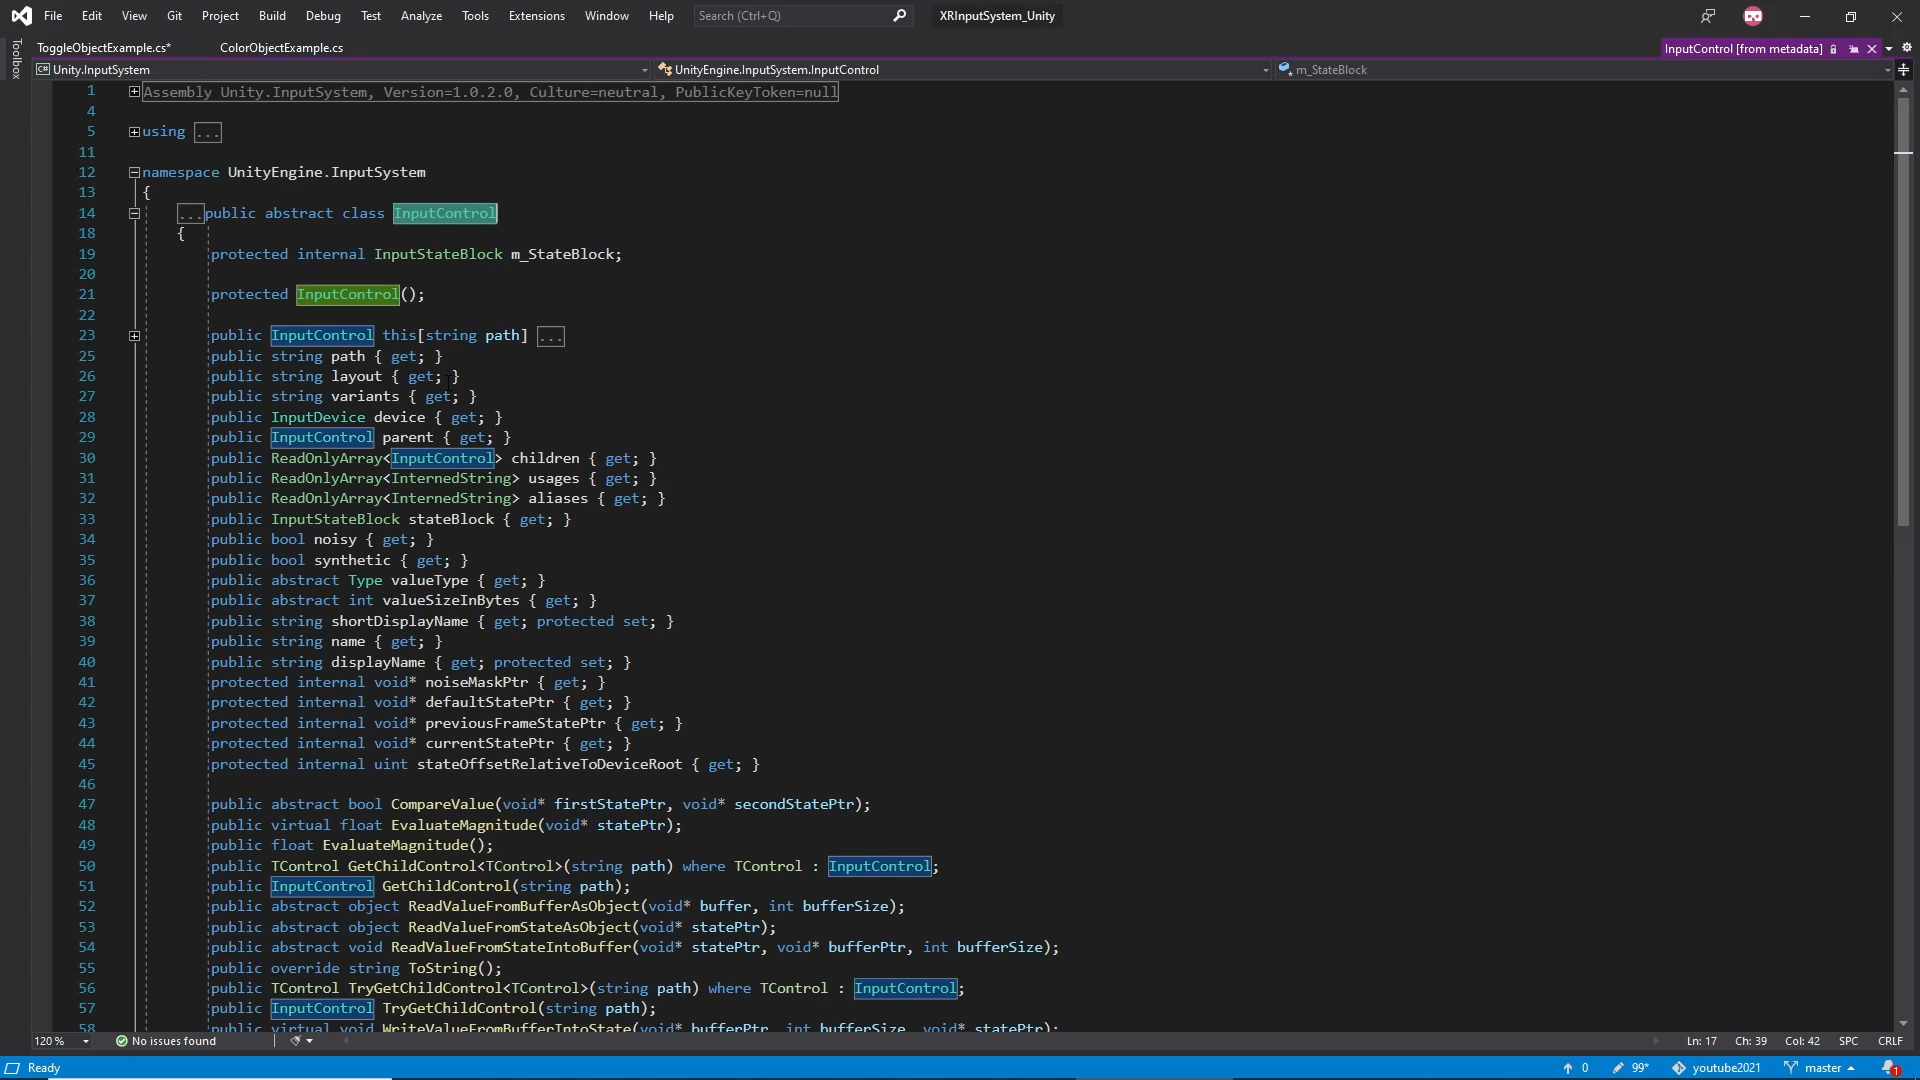 File Edit View Git Project Build Debug Test Analyze Tools Extensions Window Help Search (Ctrl+Q) XRInputSystem_Unity
Toolbox
ToggleObjectExample.cs* ColorObjectExample.cs InputControl [from metadata]
C# Unity.InputSystem UnityEngine.InputSystem.InputControl m_StateBlock
1 Assembly Unity.InputSystem, Version=1.0.2.0, Culture=neutral, PublicKeyToken=null
4
5 using ...
11
12 namespace UnityEngine.InputSystem
13 {
14 ...public abstract class InputControl
18 {
19 protected internal InputStateBlock m_StateBlock;
20
21 protected InputControl();
22
23 public InputControl this[string path] ...
25 public string path { get; }
26 public string layout { get; }
27 public string variants { get; }
28 public InputDevice device { get; }
29 public InputControl parent { get; }
30 public ReadOnlyArray<InputControl> children { get; }
31 public ReadOnlyArray<InternedString> usages { get; }
32 public ReadOnlyArray<InternedString> aliases { get; }
33 public InputStateBlock stateBlock { get; }
34 public bool noisy { get; }
35 public bool synthetic { get; }
36 public abstract Type valueType { get; }
37 public abstract int valueSizeInBytes { get; }
38 public string shortDisplayName { get; protected set; }
39 public string name { get; }
40 public string displayName { get; protected set; }
41 protected internal void* noiseMaskPtr { get; }
42 protected internal void* defaultStatePtr { get; }
43 protected internal void* previousFrameStatePtr { get; }
44 protected internal void* currentStatePtr { get; }
45 protected internal uint stateOffsetRelativeToDeviceRoot { get; }
46
47 public abstract bool CompareValue(void* firstStatePtr, void* secondStatePtr);
48 public virtual float EvaluateMagnitude(void* statePtr);
49 public float EvaluateMagnitude();
50 public TControl GetChildControl<TControl>(string path) where TControl : InputControl;
51 public InputControl GetChildControl(string path);
52 public abstract object ReadValueFromBufferAsObject(void* buffer, int bufferSize);
53 public abstract object ReadValueFromStateAsObject(void* statePtr);
54 public abstract void ReadValueFromStateIntoBuffer(void* statePtr, void* bufferPtr, int bufferSize);
55 public override string ToString();
56 public TControl TryGetChildControl<TControl>(string path) where TControl : InputControl;
57 public InputControl TryGetChildControl(string path);
58 public virtual void WriteValueFromBufferIntoState(void* bufferPtr, int bufferSize, void* statePtr);
120 % No issues found Ln: 17 Ch: 39 Col: 42 SPC CRLF
Ready 0 99* youtube2021 master 1